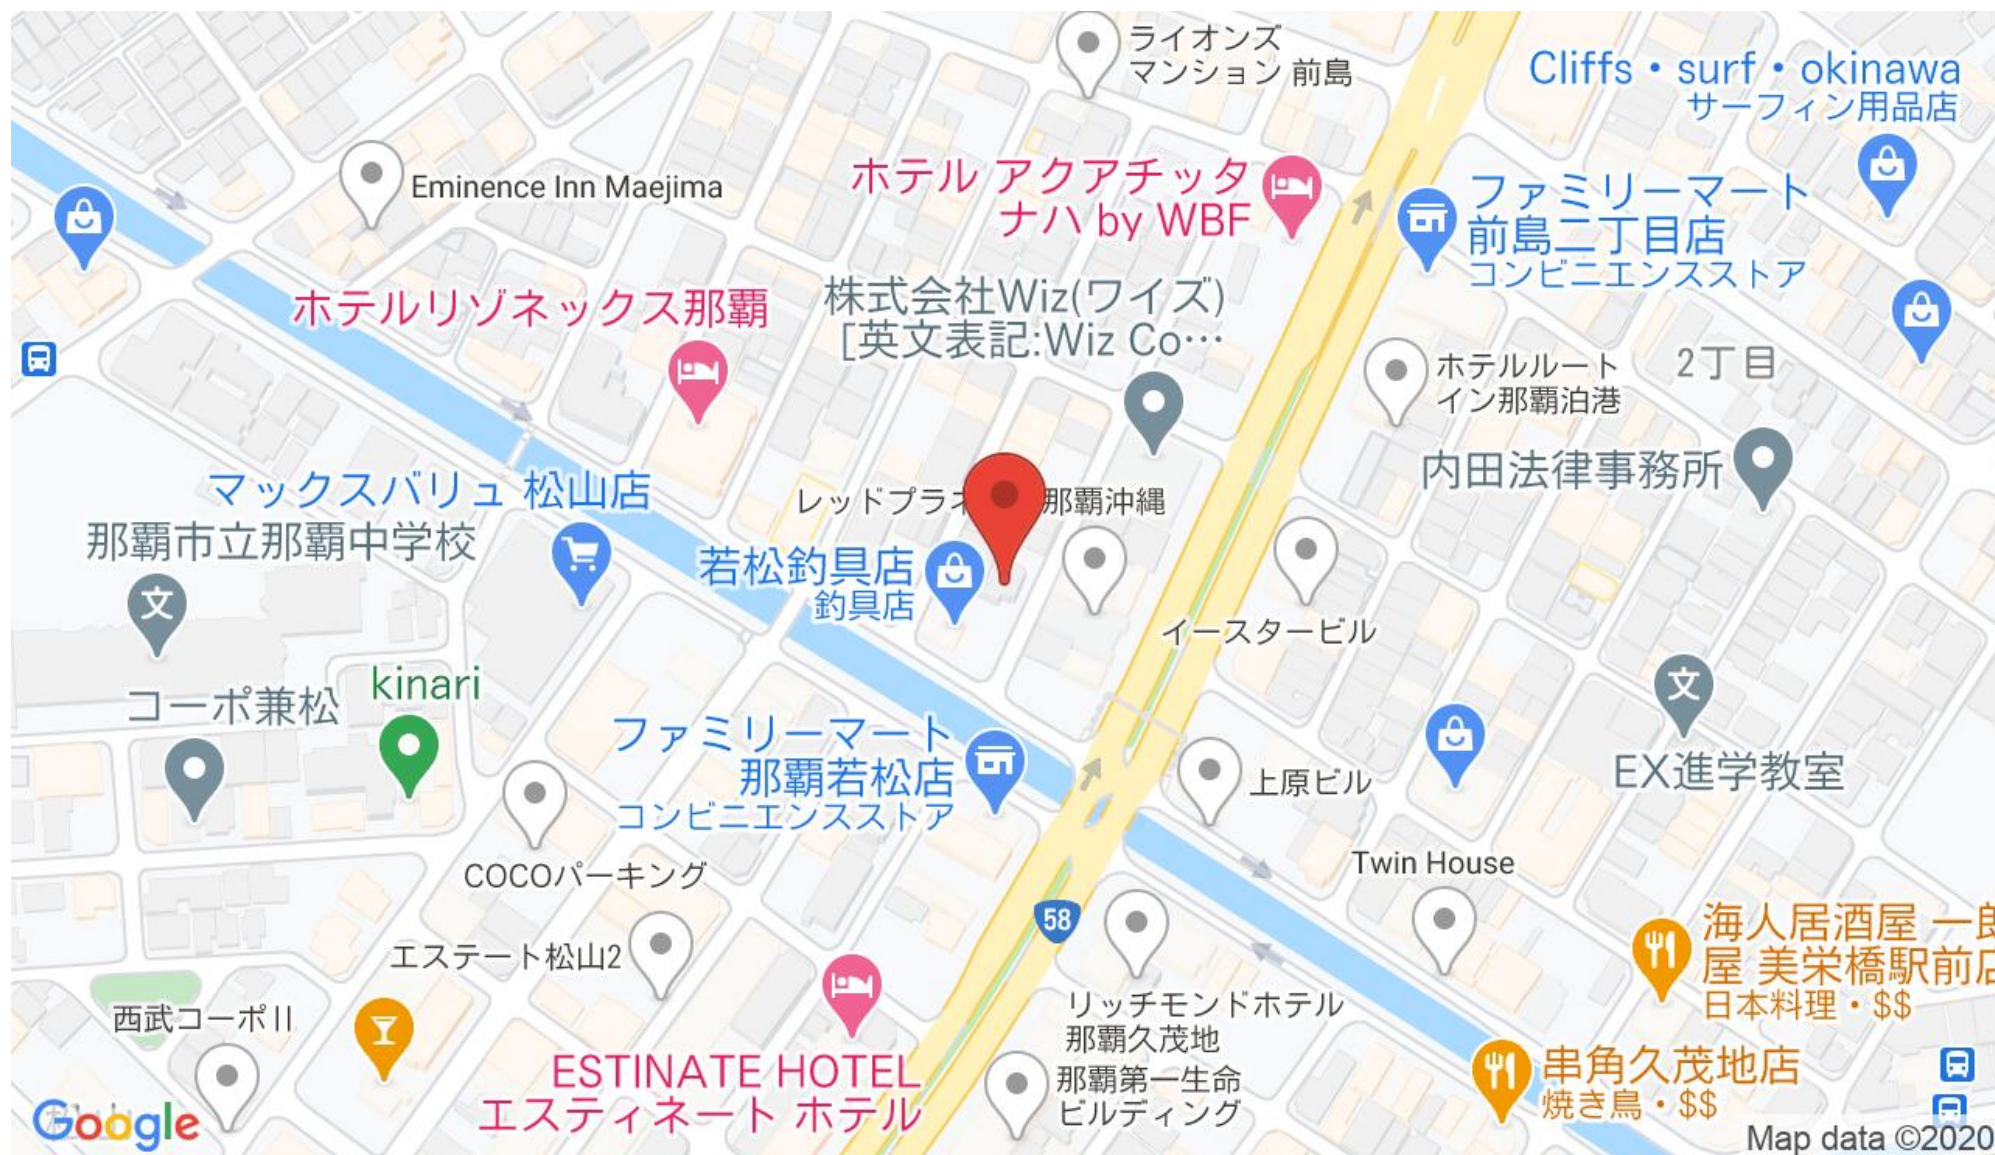 ライオンズ
マンション 前島
Cliffs・surf・okinawa
サーフィン用品店
Eminence Inn Maejima
ホテル アクアチッタ
ナハ by WBF
ファミリーマート
前島二丁目店
コンビニエンスストア
ホテルリゾネックス那覇
株式会社Wiz(ワイズ)
[英文表記:Wiz Co…
ホテルルート
イン那覇泊港
2丁目
内田法律事務所
マックスバリュ 松山店
那覇市立那覇中学校
文
レッドプラネ
那覇沖縄
若松釣具店
釣具店
イースタービル
コーポ兼松
kinari
ファミリーマート
那覇若松店
コンビニエンスストア
上原ビル
文
EX進学教室
COCOパーキング
Twin House
58
エステート松山2
海人居酒屋 一郎
屋 美栄橋駅前店
日本料理・$$
西武コーポⅡ
リッチモンドホテル
那覇久茂地
ESTINATE HOTEL
エスティネート ホテル
那覇第一生命
ビルディング
串角久茂地店
焼き鳥・$$
Google
Map data ©2020